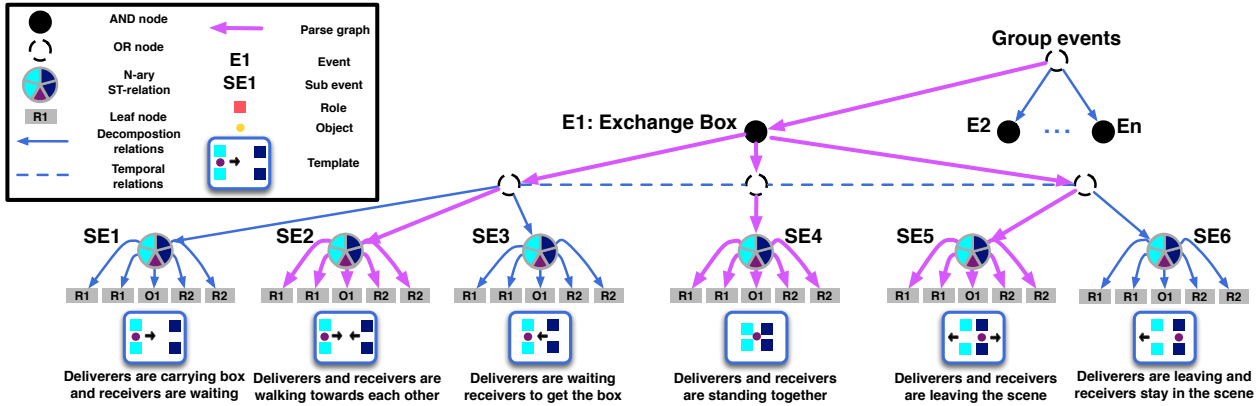 AND node
OR node
N-ary
ST-relation
R1
Leaf node
Decompostion
relations
Temporal
relations
Parse graph
E1
Event
SE1
Sub event
Role
Object
Template
Group events
E1: Exchange Box
E2
...
En
SE1
SE2
SE3
SE4
SE5
SE6
R1 R1 O1 R2 R2
R1 R1 O1 R2 R2
R1 R1 O1 R2 R2
R1 R1 O1 R2 R2
R1 R1 O1 R2 R2
R1 R1 O1 R2 R2
Deliverers are carrying box
and receivers are waiting
Deliverers and receivers are
walking towards each other
Deliverers are waiting
receivers to get the box
Deliverers and receivers
are standing together
Deliverers and receivers
are leaving the scene
Deliverers are leaving and
receivers stay in the scene